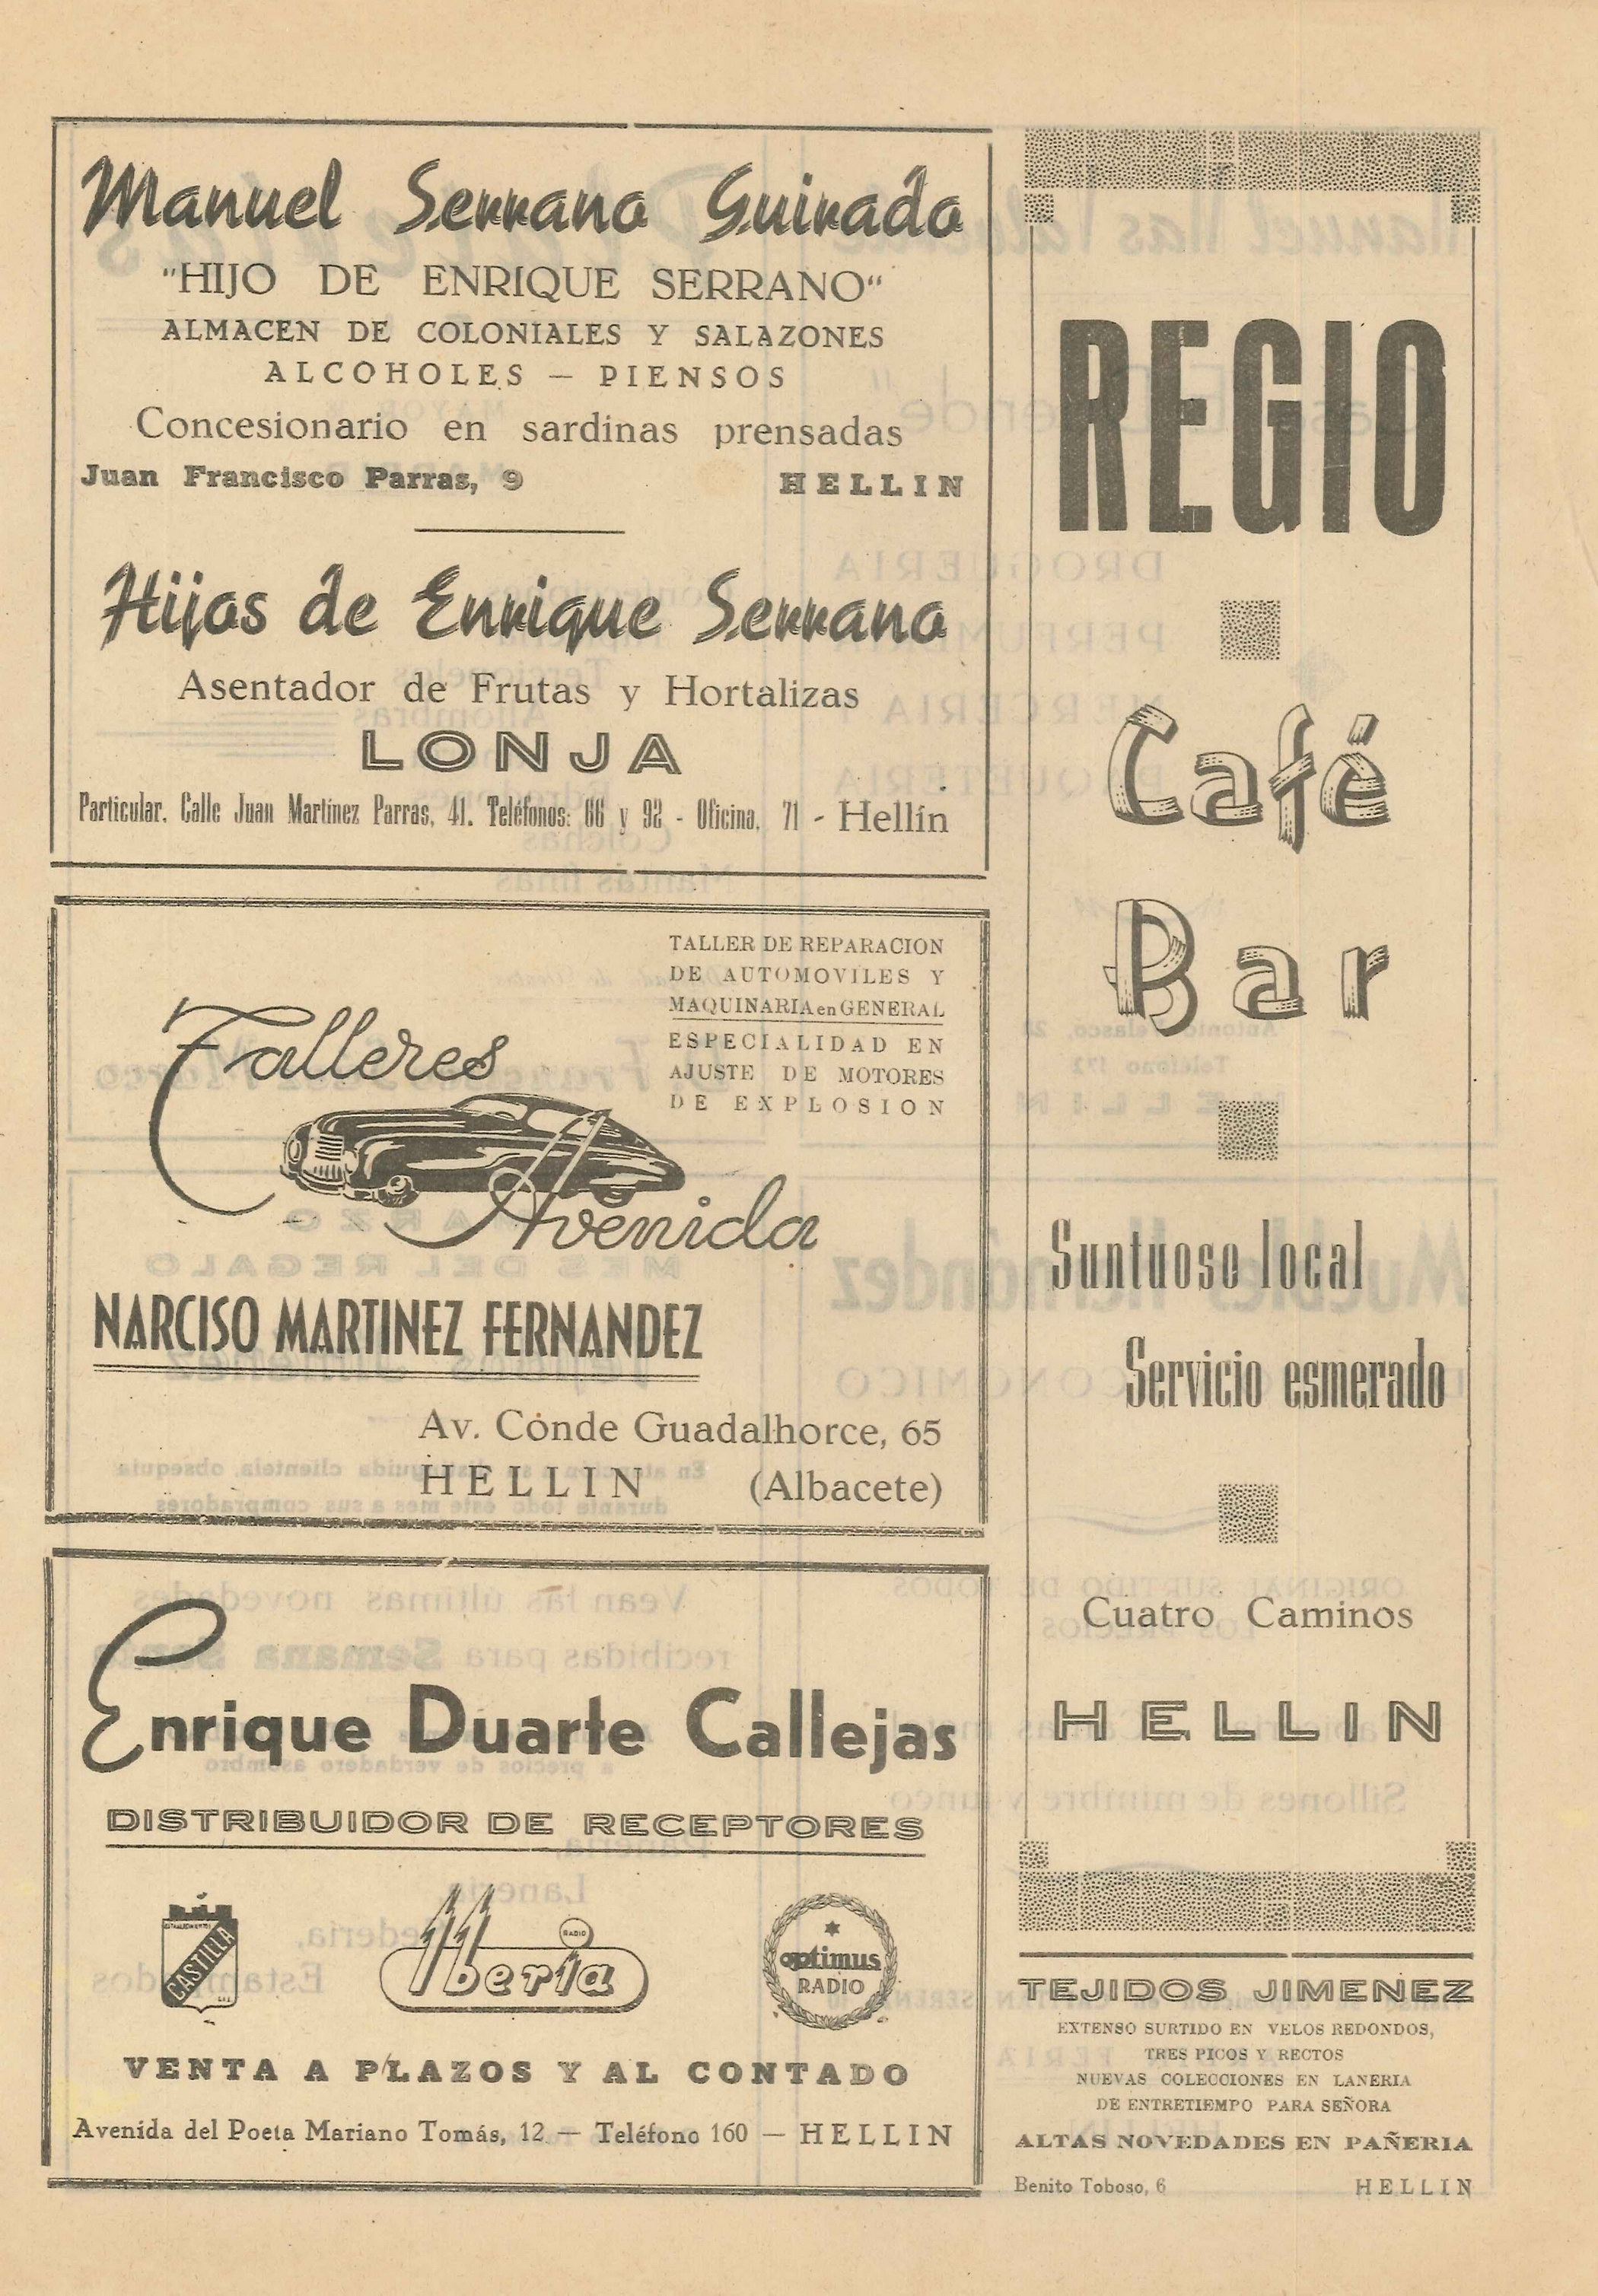 Manuel Serrano Guirado
"HIJO DE ENRIQUE SERRANO"
ALMACEN DE COLONIALES Y SALAZONES
ALCOHOLES — PIENSOS
Concesionario en sardinas prensadas
Juan Francisco Parras, 9 HELLIN
Hijos de Enrique Serrano
Asentador de Frutas y Hortalizas
LONJA
Particular, Calle Juan Martínez Parras, 41. Teléfonos: 66 y 92 - Oficina, 71 - Hellín
TALLER DE REPARACION
DE AUTOMOVILES Y
MAQUINARIA en GENERAL
ESPECIALIDAD EN
AJUSTE DE MOTORES
DE EXPLOSION
Talleres
Avenida
NARCISO MARTINEZ FERNANDEZ
Av. Conde Guadalhorce, 65
HELLIN (Albacete)
Enrique Duarte Callejas
DISTRIBUIDOR DE RECEPTORES
CASTILLA
Iberia
RADIO
optimus
RADIO
VENTA A PLAZOS Y AL CONTADO
Avenida del Poeta Mariano Tomás, 12 — Teléfono 160 — HELLIN
REGIO
Café
Bar
Suntuoso local
Servicio esmerado
Cuatro Caminos
HELLIN
TEJIDOS JIMENEZ
EXTENSO SURTIDO EN VELOS REDONDOS,
TRES PICOS Y RECTOS
NUEVAS COLECCIONES EN LANERIA
DE ENTRETIEMPO PARA SEÑORA
ALTAS NOVEDADES EN PAÑERIA
Benito Toboso, 6 HELLIN